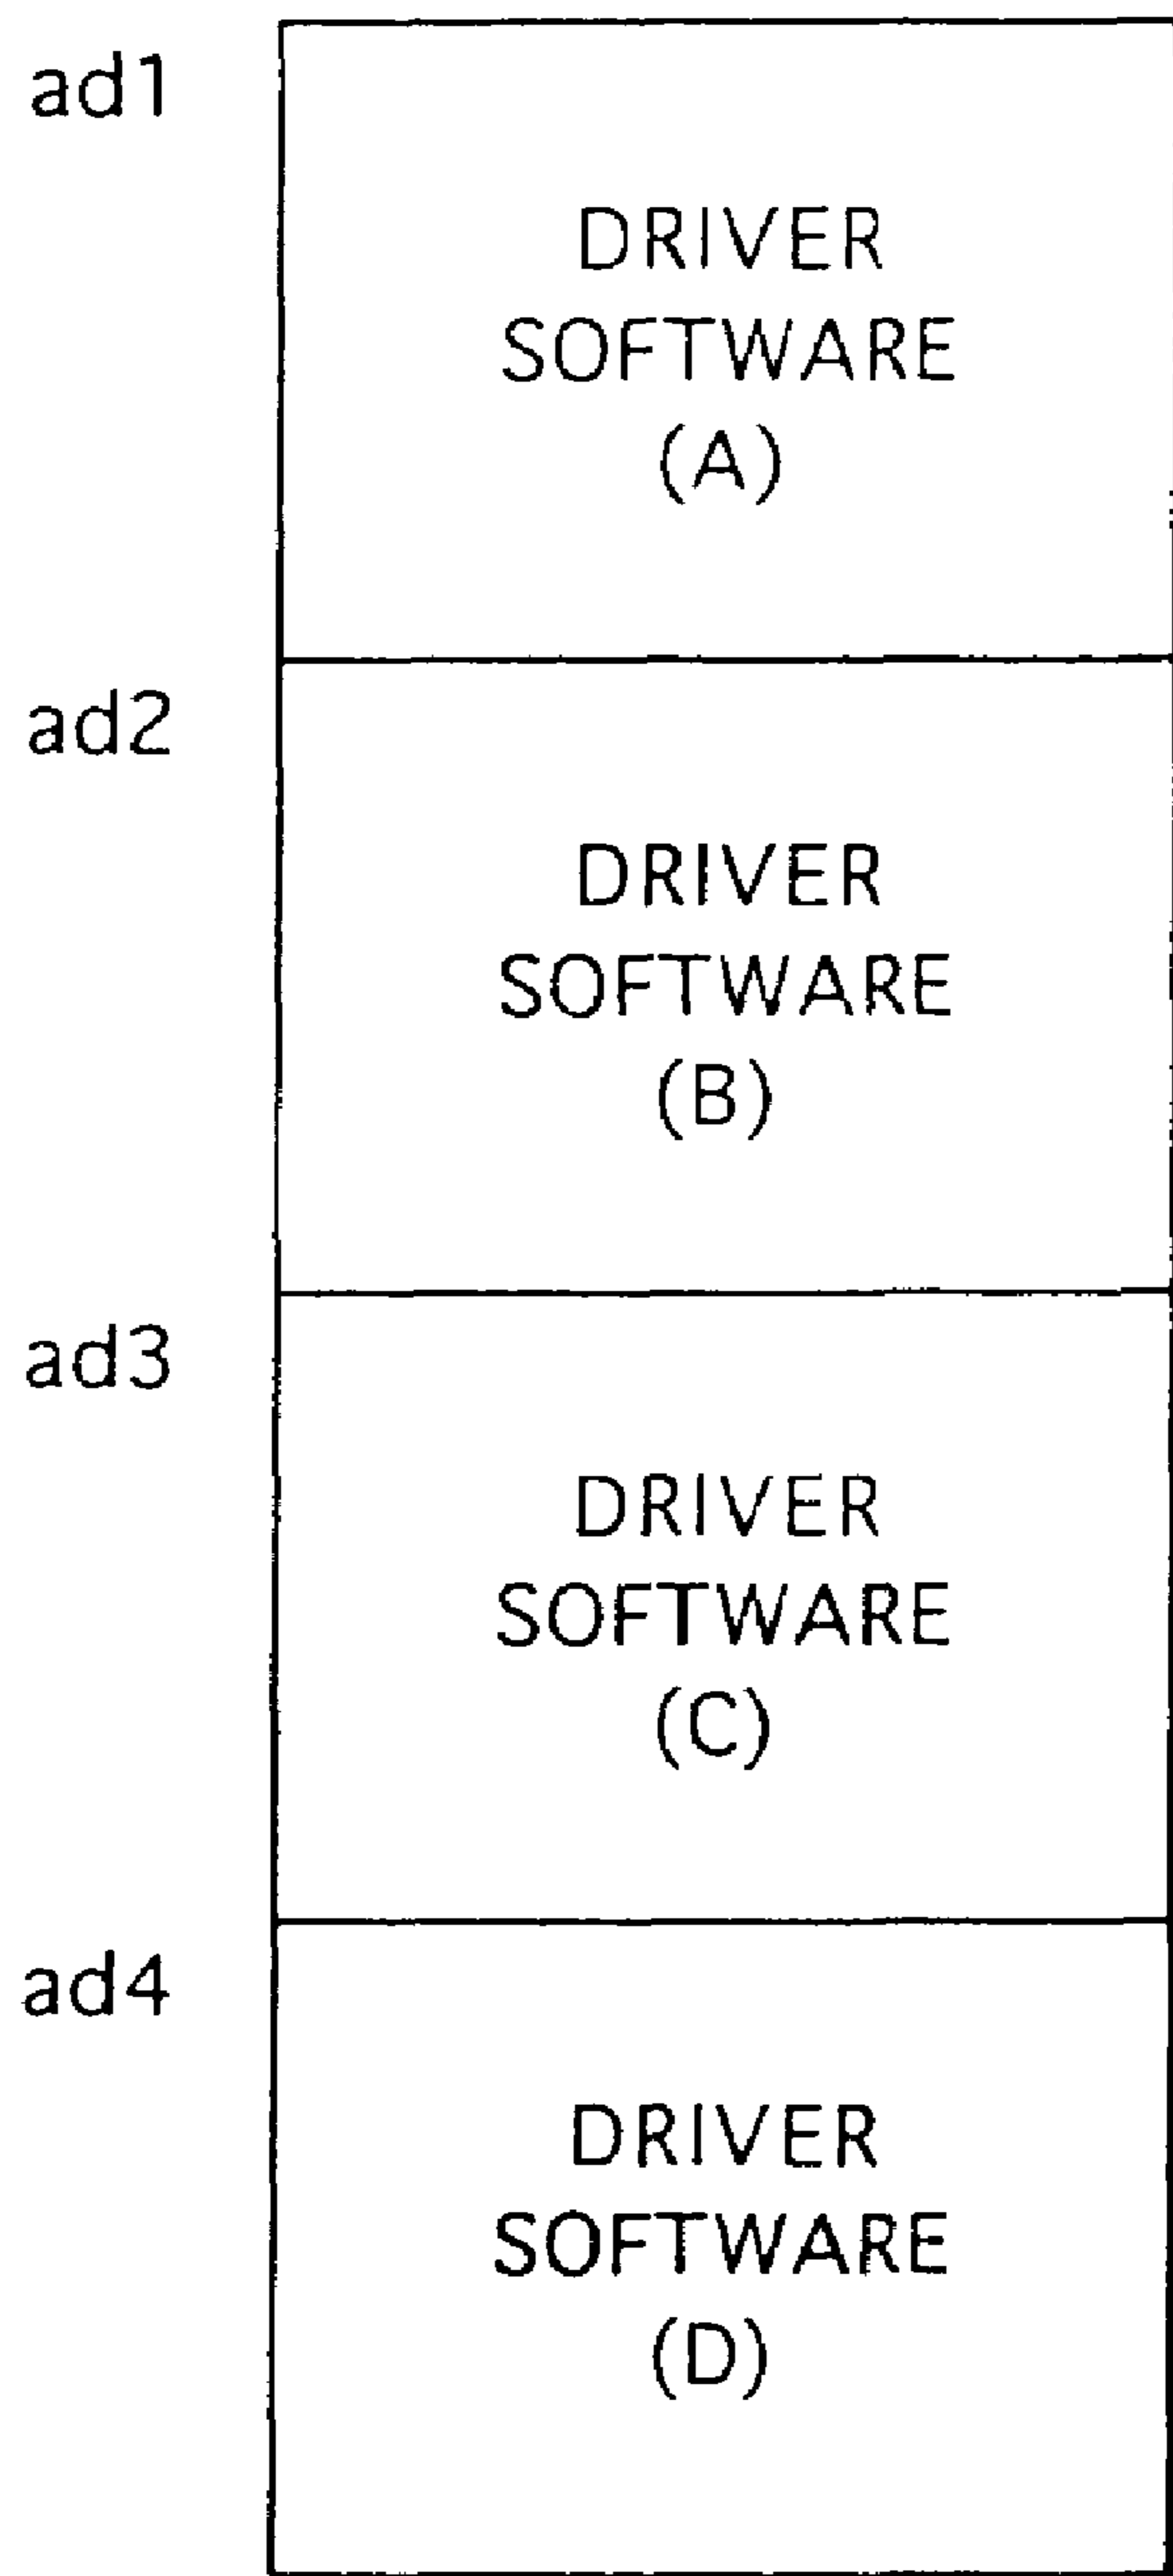 ad1
DRIVER
SOFTWARE
(A)
ad2
DRIVER
SOFTWARE
(B)
ad3
DRIVER
SOFTWARE
(C)
ad4
DRIVER
SOFTWARE
(D)